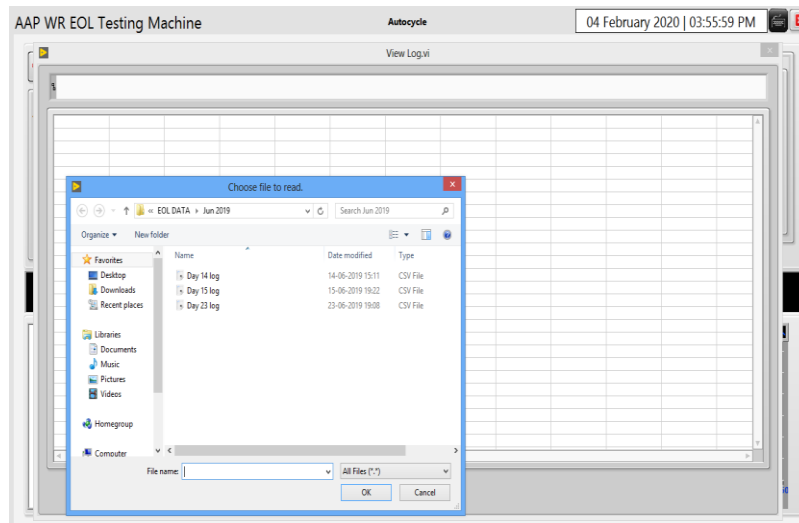 AAP WR EOL Testing Machine
Autocycle
04 February 2020 | 03:55:59 PM
View Log.vi
Choose file to read.
« EOL DATA ▸ Jun 2019
Search Jun 2019
Organize
New folder
Favorites
Desktop
Downloads
Recent places
Libraries
Documents
Music
Pictures
Videos
Homegroup
Computer
Name Date modified Type
Day 14 log 14-06-2019 15:11 CSV File
Day 15 log 15-06-2019 19:22 CSV File
Day 23 log 23-06-2019 19:08 CSV File
File name:
All Files (*.*)
OK
Cancel